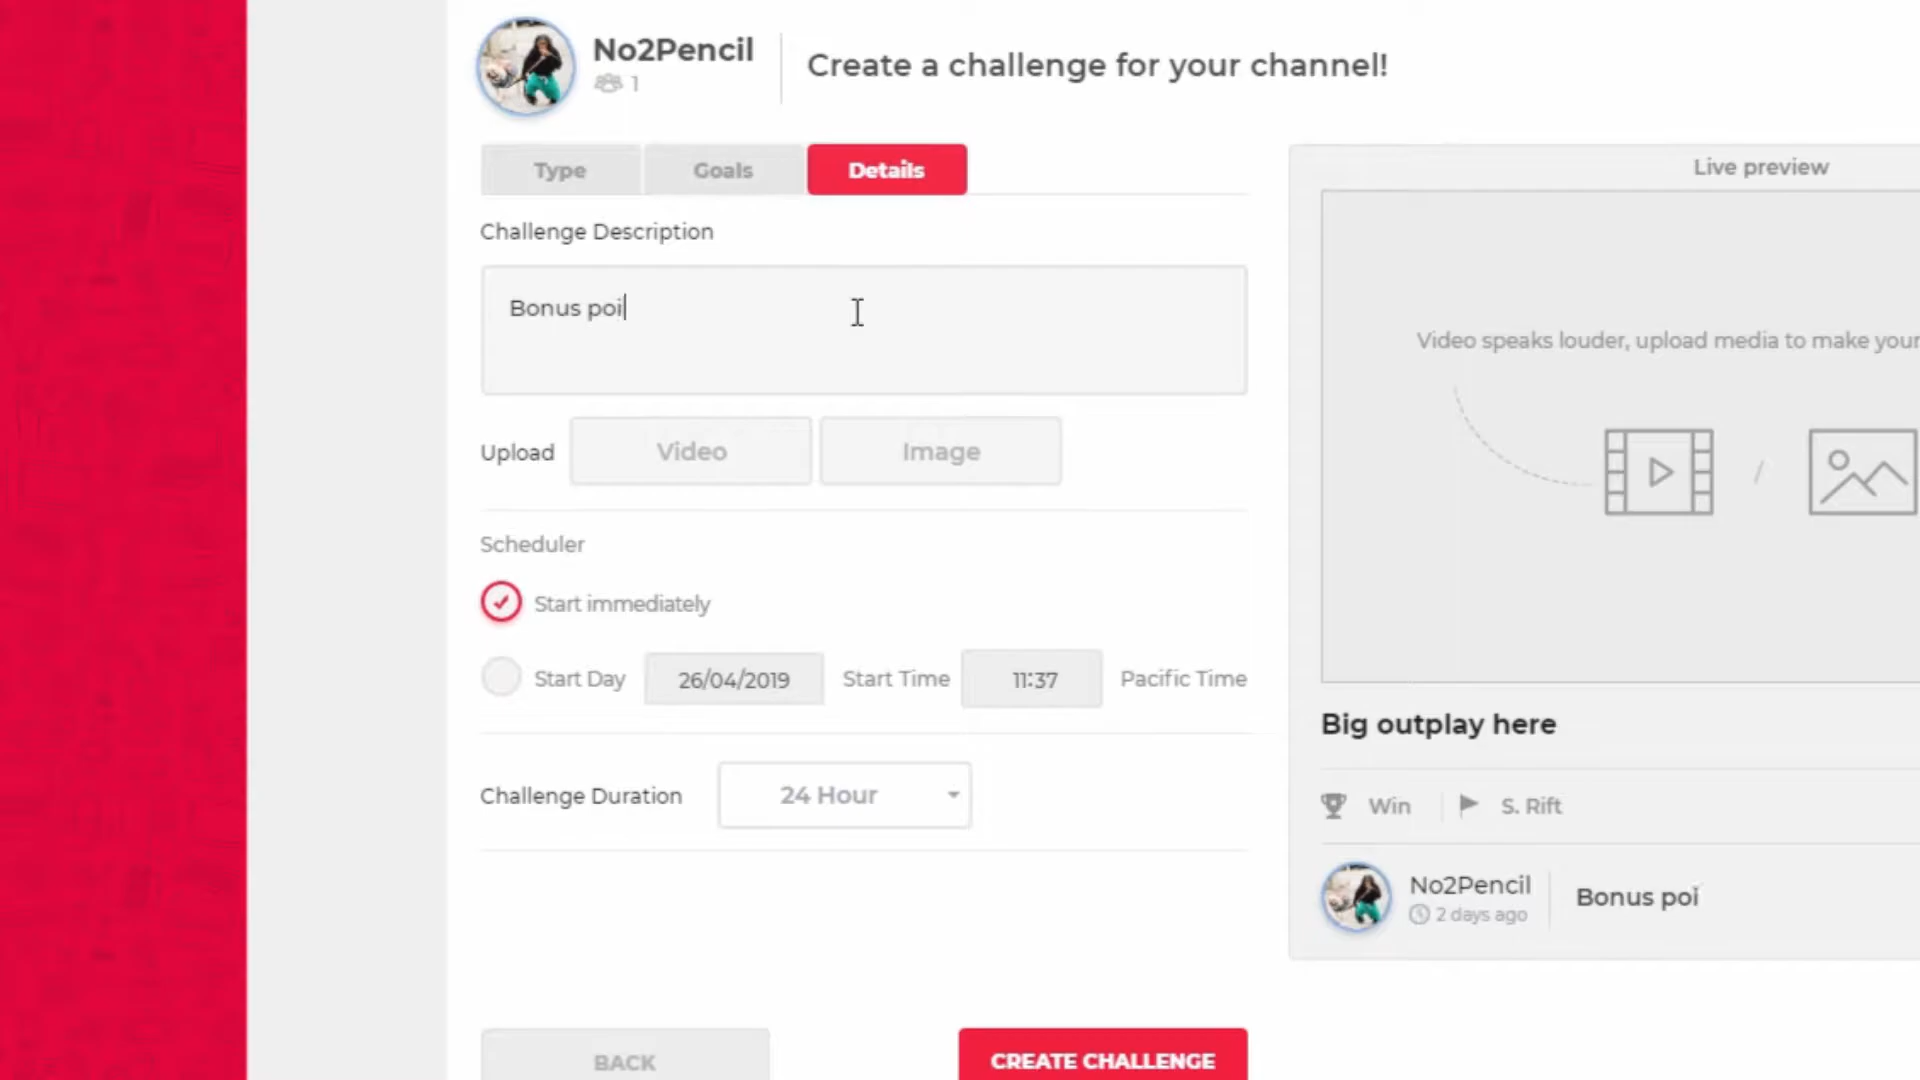 No2Pencil
1
Create a challenge for your channel!
Type
Goals
Details
Challenge Description
Bonus poi
Upload
Video
Image
Scheduler
Start immediately
Start Day
26/04/2019
Start Time
11:37
Pacific Time
Challenge Duration
24 Hour
BACK
CREATE CHALLENGE
Live preview
Video speaks louder, upload media to make your
/
Big outplay here
Win
S. Rift
No2Pencil
2 days ago
Bonus poi